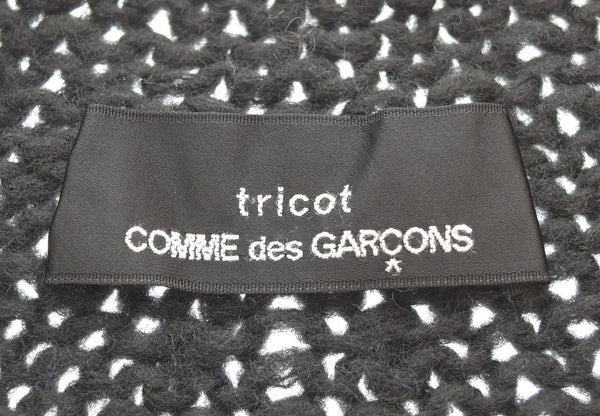 tricot
COMME des GARÇONS
*